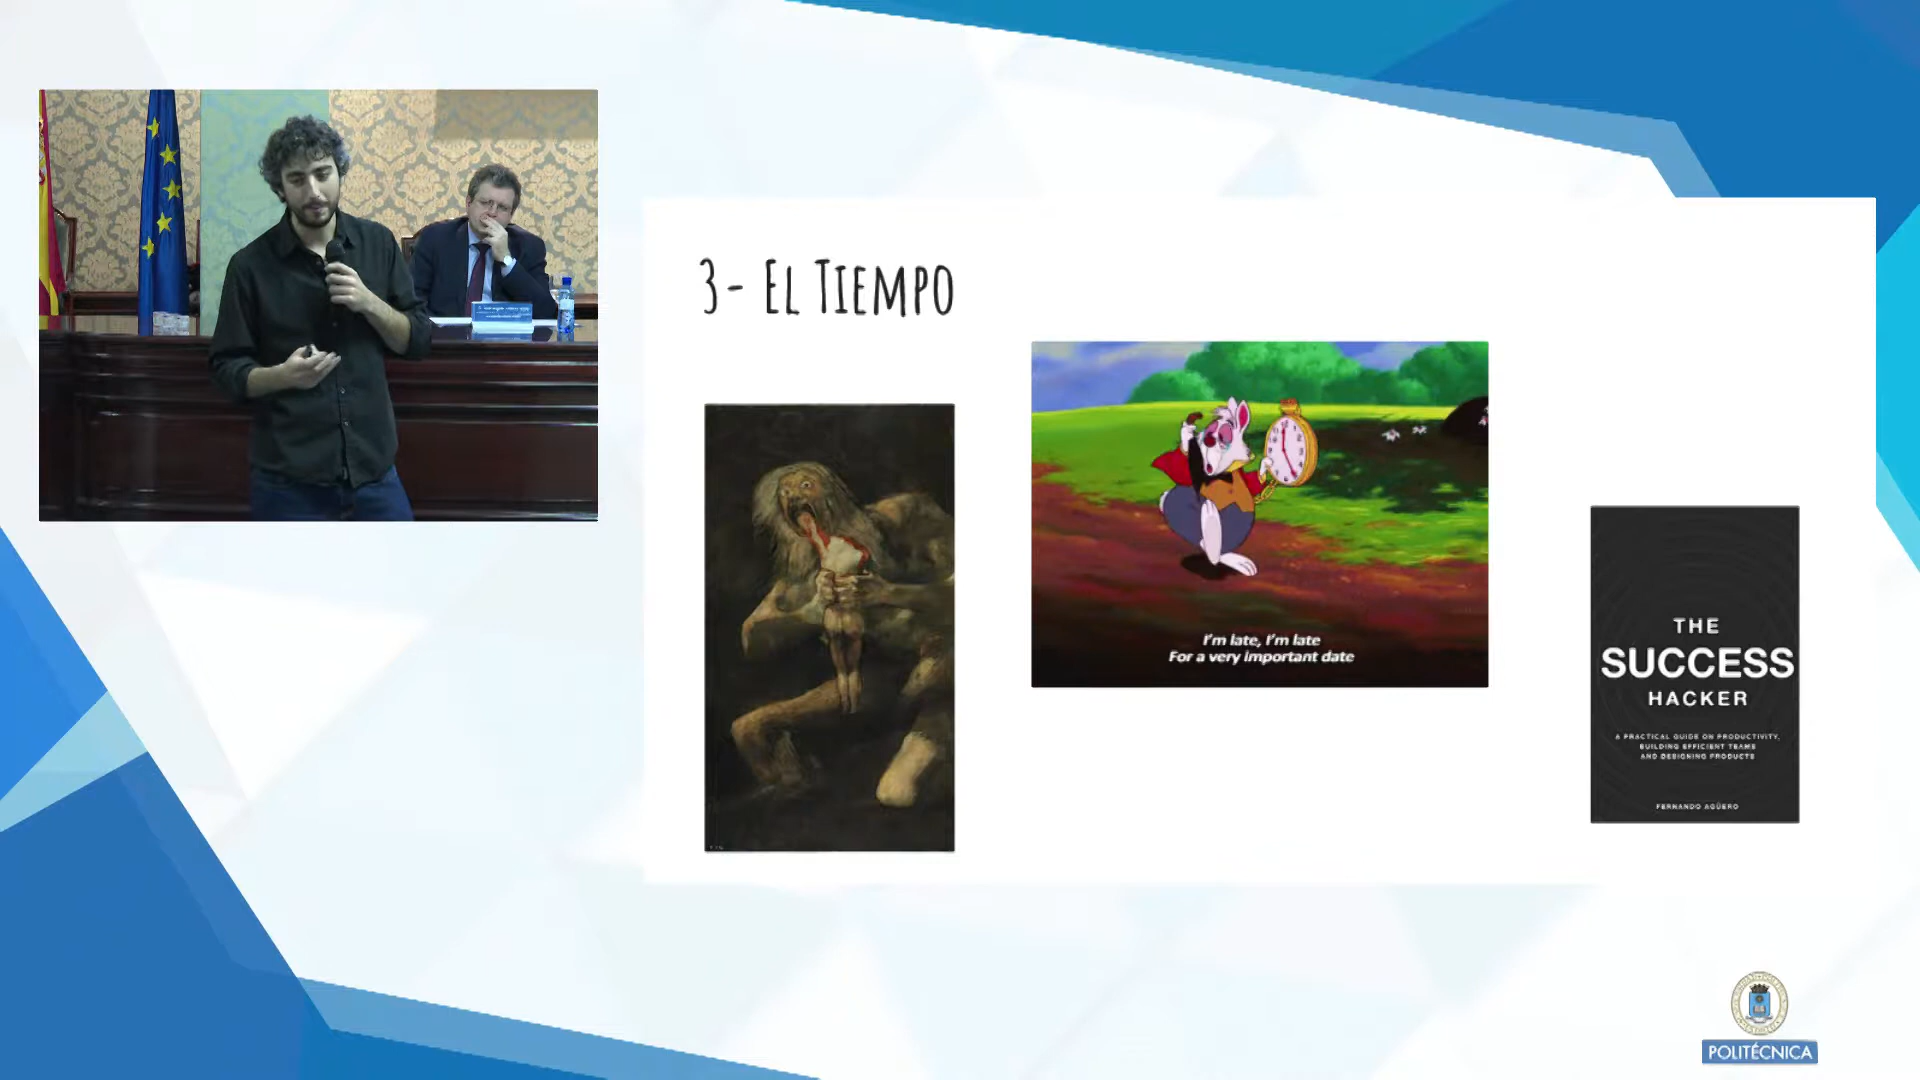 3- El Tiempo
I'm late, I'm late
For a very important date
THE
SUCCESS
HACKER
A PRACTICAL GUIDE ON PRODUCTIVITY,
BUILDING EFFICIENT TEAMS
AND DESIGNING PRODUCTS
FERNANDO AGÜERO
POLITÉCNICA